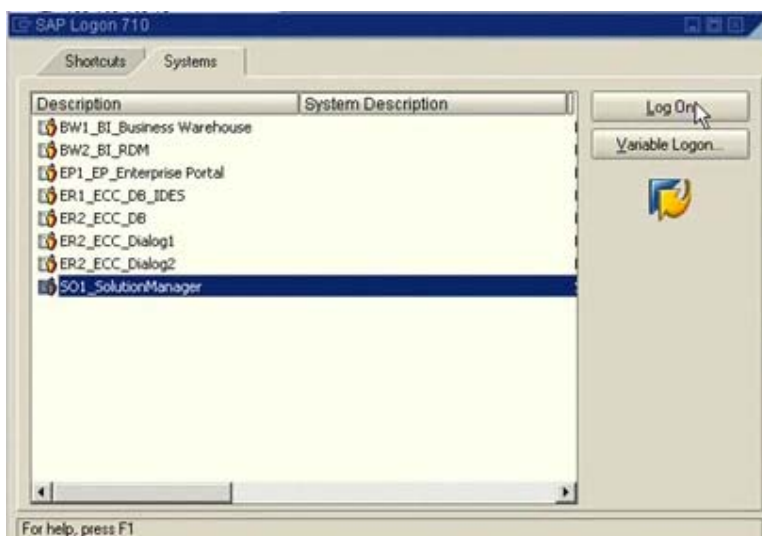 SAP Logon 710
Shortcuts Systems
Description System Description
BW1_BI_Business Warehouse
BW2_BI_RDM
EP1_EP_Enterprise Portal
ER1_ECC_DB_IDES
ER2_ECC_DB
ER2_ECC_Dialog1
ER2_ECC_Dialog2
SO1_SolutionManager
Log On
Variable Logon...
For help, press F1